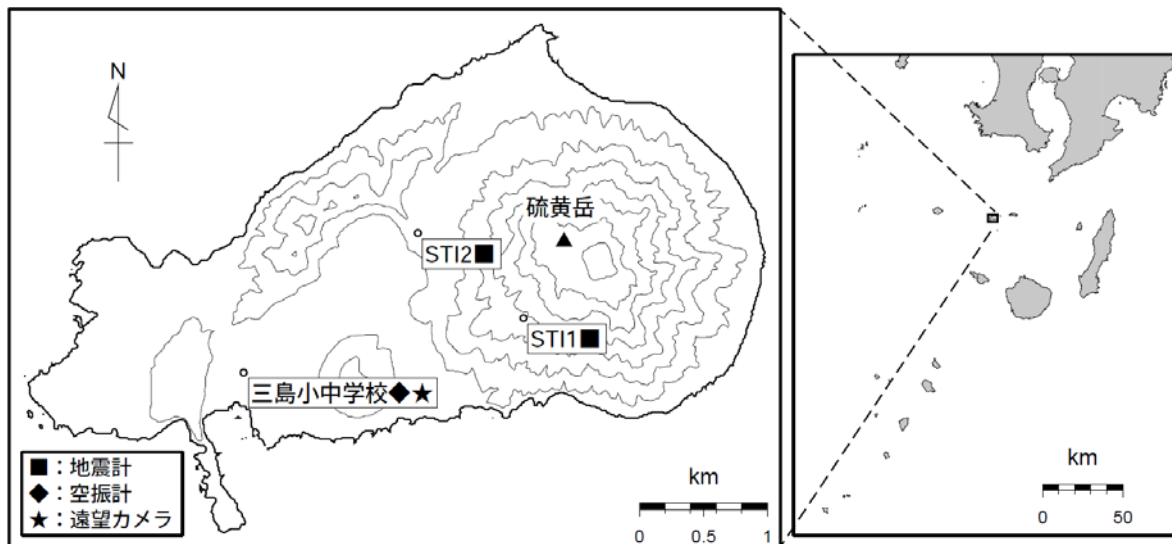 N
硫黄岳
STI2■
STI1■
三島小中学校◆★
■：地震計
◆：空振計
★：遠望カメラ
km
0 0.5 1
km
0 50